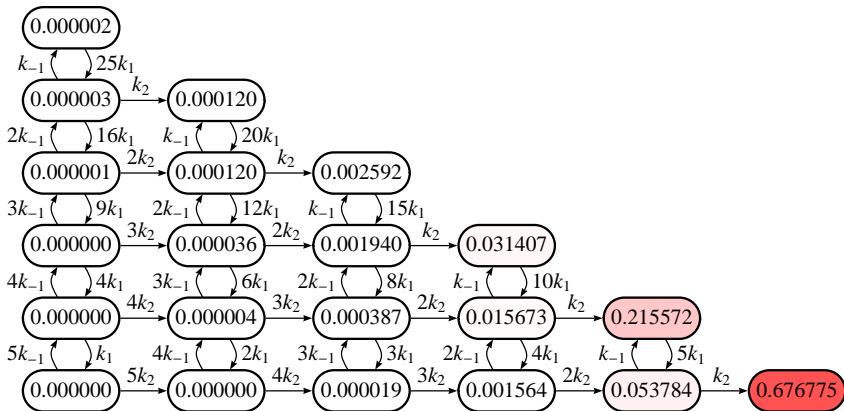 0.000002
k₋₁ 25k₁
k₂
0.000003 0.000120
2k₋₁ 16k₁ k₋₁ 20k₁
2k₂ k₂
0.000001 0.000120 0.002592
3k₋₁ 9k₁ 2k₋₁ 12k₁ k₋₁ 15k₁
3k₂ 2k₂ k₂
0.000000 0.000036 0.001940 0.031407
4k₋₁ 4k₁ 3k₋₁ 6k₁ 2k₋₁ 8k₁ k₋₁ 10k₁
4k₂ 3k₂ 2k₂ k₂
0.000000 0.000004 0.000387 0.015673 0.215572
5k₋₁ k₁ 4k₋₁ 2k₁ 3k₋₁ 3k₁ 2k₋₁ 4k₁ k₋₁ 5k₁
5k₂ 4k₂ 3k₂ 2k₂ k₂
0.000000 0.000000 0.000019 0.001564 0.053784 0.676775